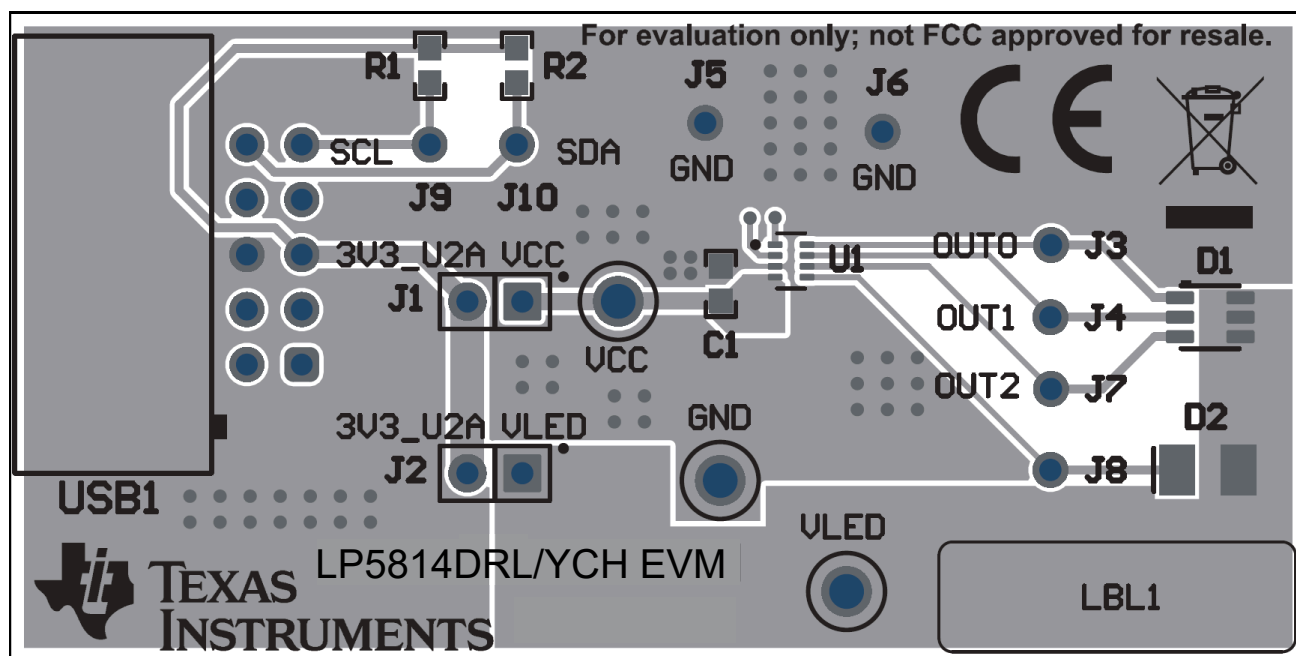 For evaluation only; not FCC approved for resale.
R1
R2
J5
J6
CE
SCL
SDA
GND
GND
J9
J10
3V3_U2A
VCC
OUT0
J3
D1
U1
J1
OUT1
J4
VCC
C1
OUT2
J7
3V3_U2A
VLED
GND
D2
J2
J8
USB1
VLED
LP5814DRL/YCH EVM
TEXAS
INSTRUMENTS
LBL1